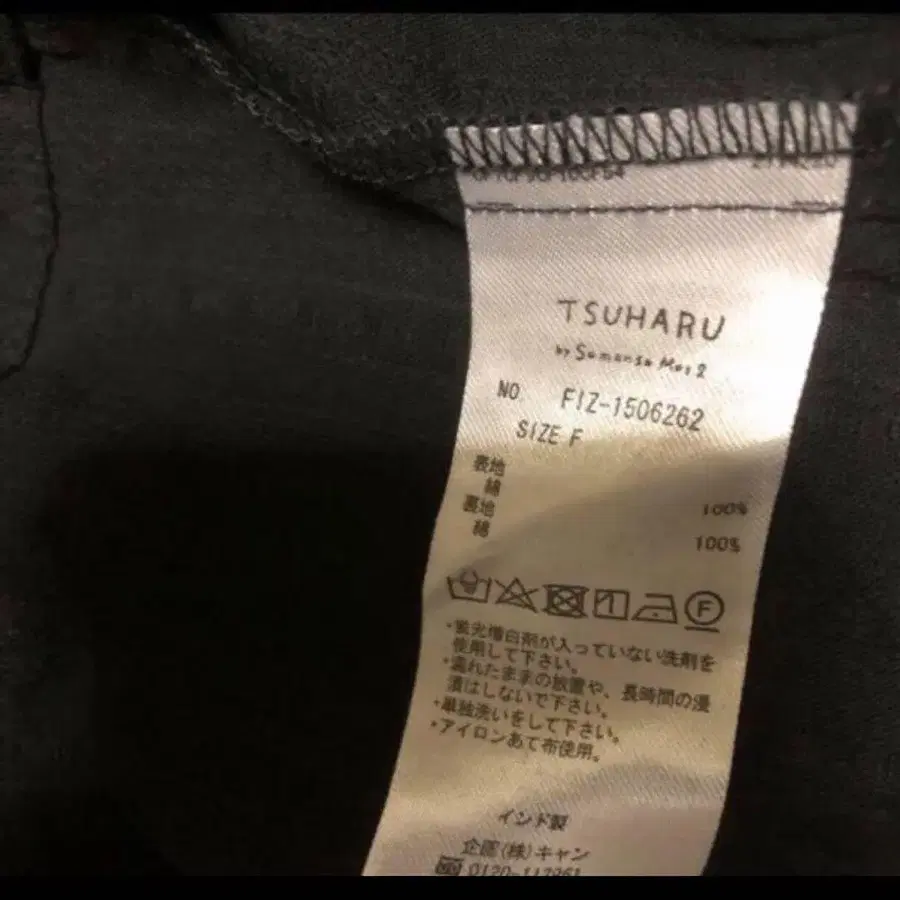 TSUHARU
by Samansa Mos2
NO. FIZ-1506262
SIZE F
表地
綿 100%
裏地
綿 100%
F
・蛍光増白剤が入っていない洗剤を
使用して下さい。
・濡れたままの放置や、長時間の浸
漬はしないで下さい。
・単独洗いをして下さい。
・アイロンあて布使用。
インド製
企画(株)キャン